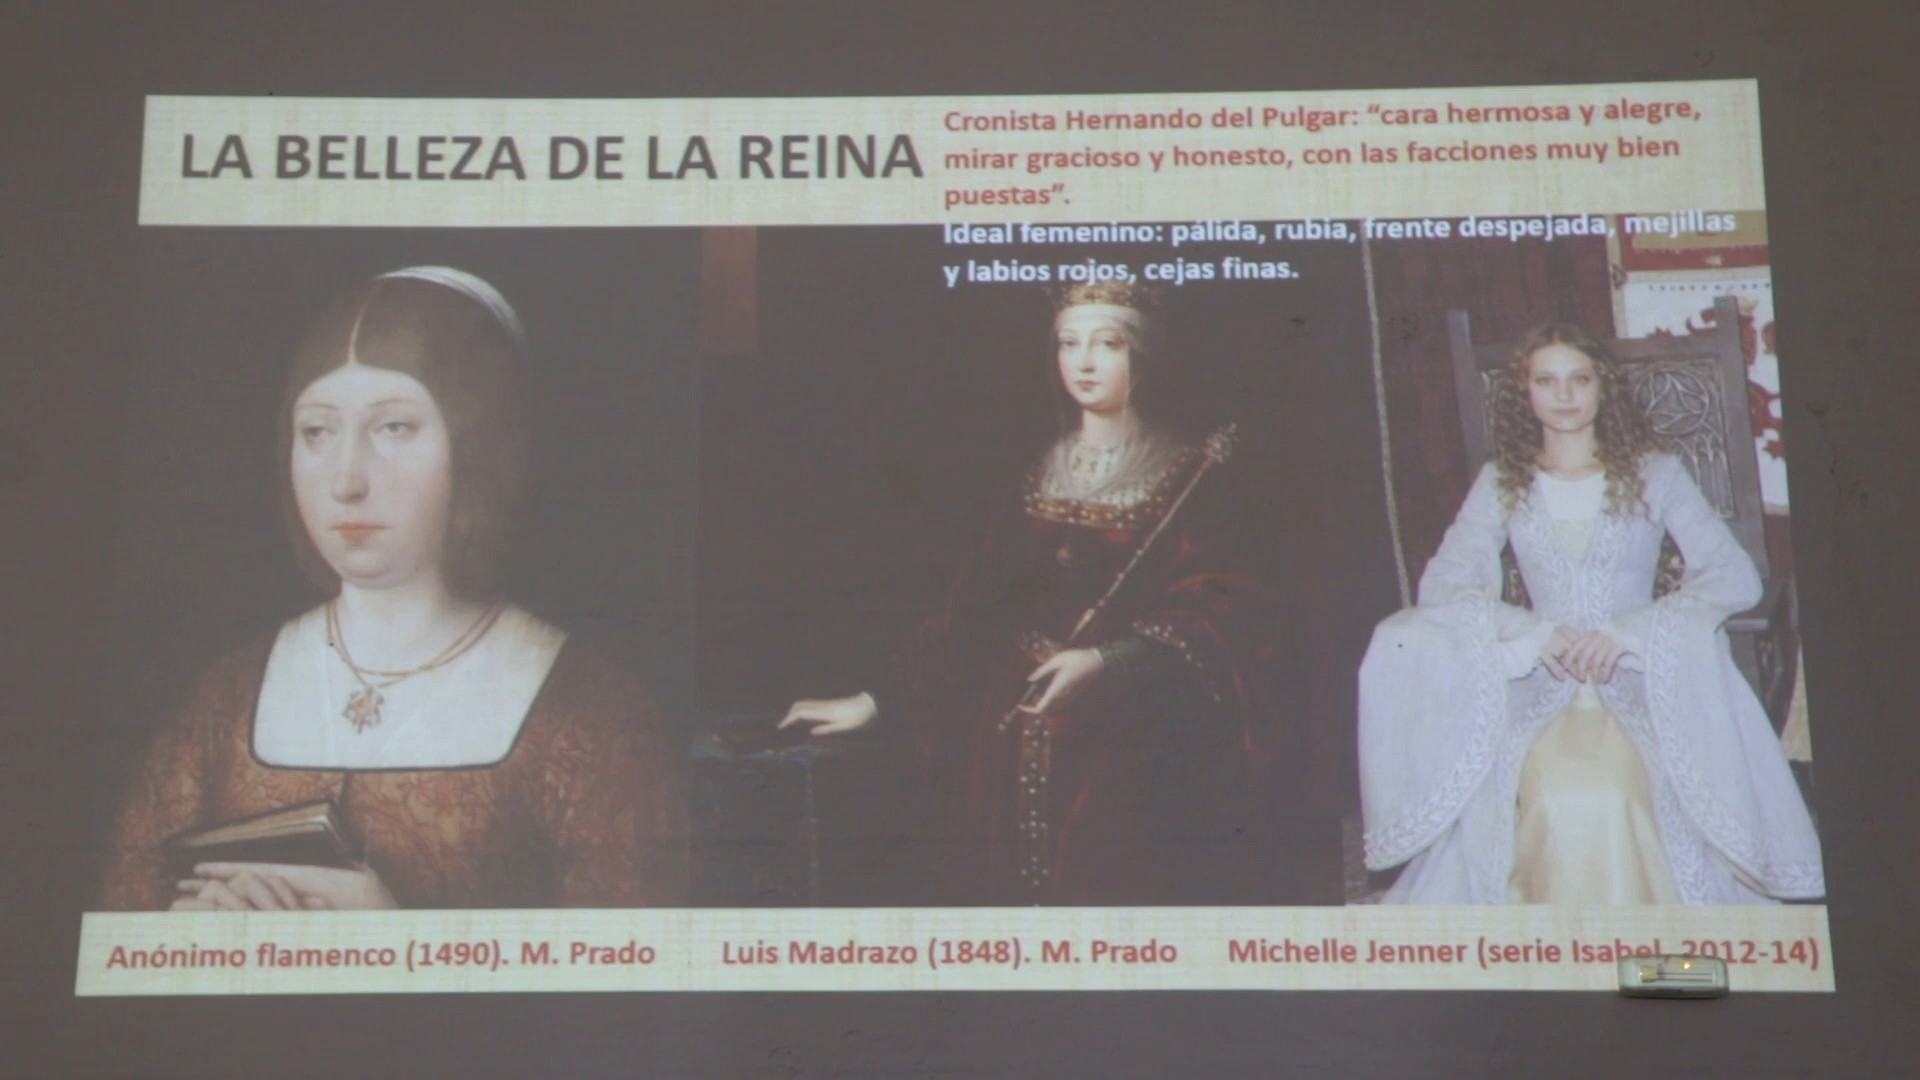 LA BELLEZA DE LA REINA
Cronista Hernando del Pulgar: “cara hermosa y alegre,
mirar gracioso y honesto, con las facciones muy bien
puestas”.
Ideal femenino: pálida, rubia, frente despejada, mejillas
y labios rojos, cejas finas.
Anónimo flamenco (1490). M. Prado
Luis Madrazo (1848). M. Prado
Michelle Jenner (serie Isabel, 2012-14)